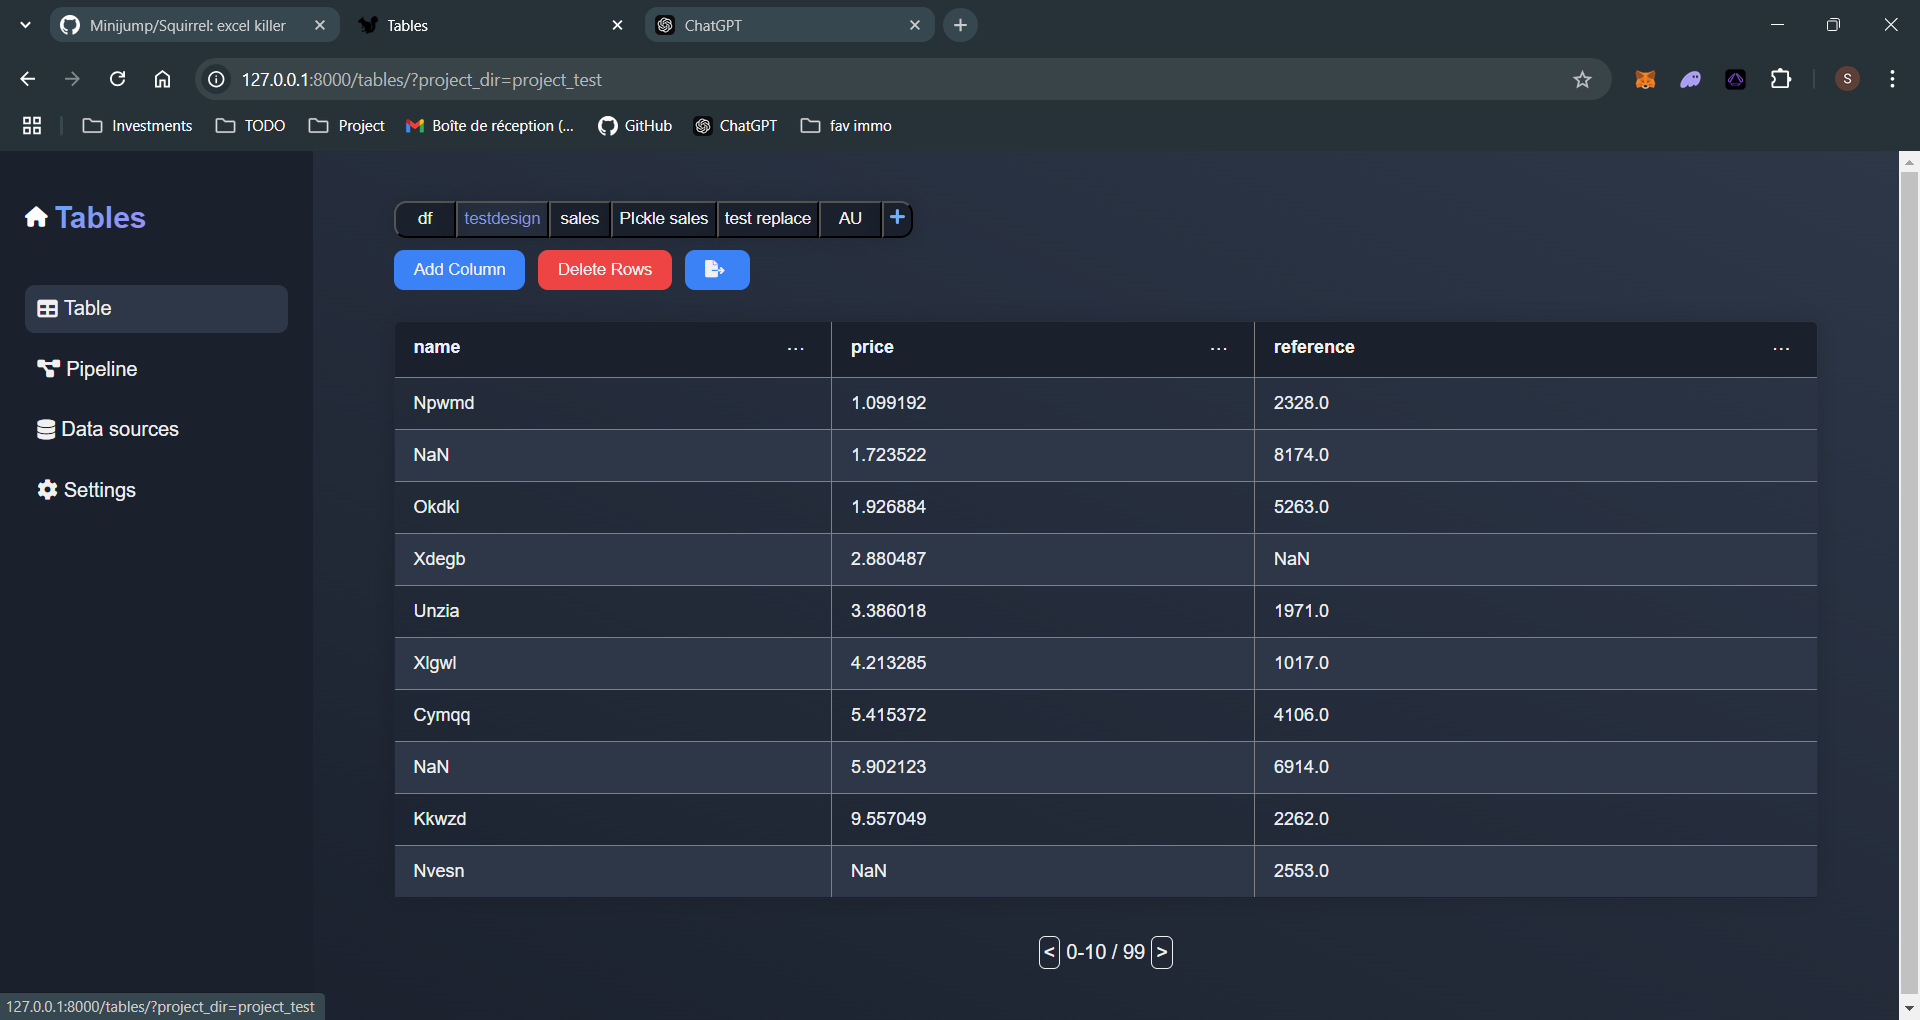 Minijump/Squirrel: excel killer
Tables
ChatGPT
127.0.0.1:8000/tables/?project_dir=project_test
S
Investments
TODO
Project
Boîte de réception (...
GitHub
ChatGPT
fav immo
Tables
Table
Pipeline
Data sources
Settings
df testdesign sales PIckle sales test replace AU +
Add Column Delete Rows
name ... price ... reference ...
Npwmd 1.099192 2328.0
NaN 1.723522 8174.0
Okdkl 1.926884 5263.0
Xdegb 2.880487 NaN
Unzia 3.386018 1971.0
Xlgwl 4.213285 1017.0
Cymqq 5.415372 4106.0
NaN 5.902123 6914.0
Kkwzd 9.557049 2262.0
Nvesn NaN 2553.0
< 0-10 / 99 >
127.0.0.1:8000/tables/?project_dir=project_test